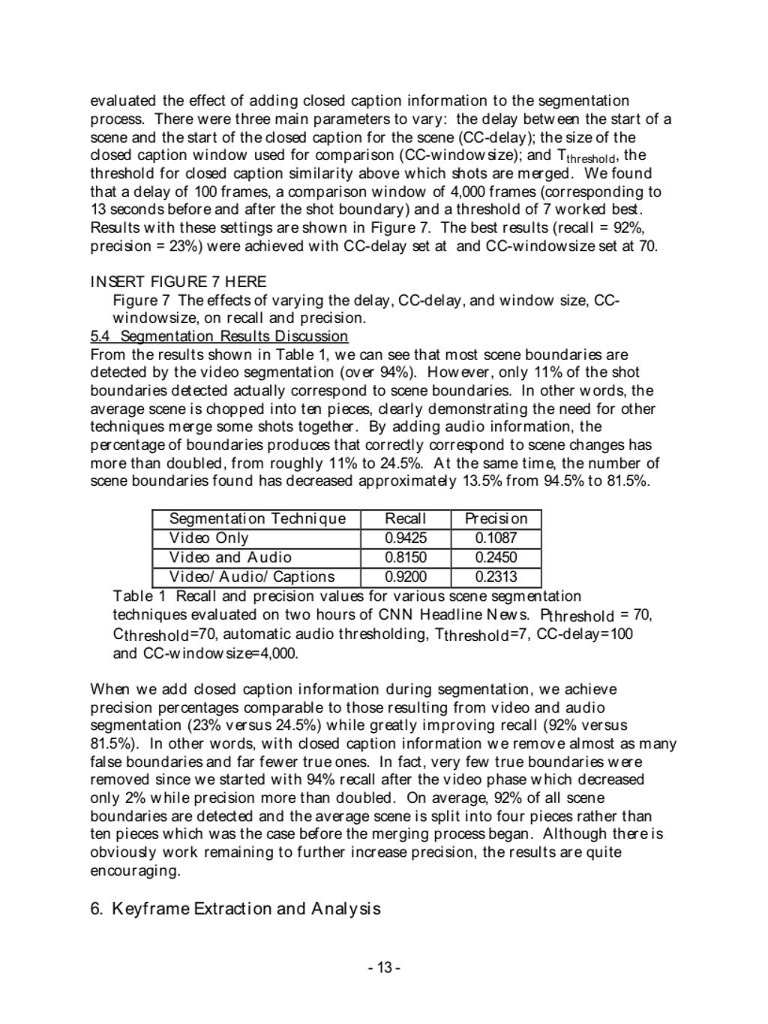 evaluated the effect of adding closed caption information to the segmentation
process.  There were three main parameters to vary:  the delay between the start of a
scene and the start of the closed caption for the scene (CC-delay); the size of the
closed caption window used for comparison (CC-windowsize); and Tthreshold, the
threshold for closed caption similarity above which shots are merged.  We found
that a delay of 100 frames, a comparison window of 4,000 frames (corresponding to
13 seconds before and after the shot boundary) and a threshold of 7 worked best.
Results with these settings are shown in Figure 7.  The best results (recall = 92%,
precision = 23%) were achieved with CC-delay set at  and CC-windowsize set at 70.
INSERT FIGURE 7 HERE
Figure 7  The effects of varying the delay, CC-delay, and window size, CC-
windowsize, on recall and precision.
5.4  Segmentation Results Discussion
From the results shown in Table 1, we can see that most scene boundaries are
detected by the video segmentation (over 94%).  However, only 11% of the shot
boundaries detected actually correspond to scene boundaries.  In other words, the
average scene is chopped into ten pieces, clearly demonstrating the need for other
techniques merge some shots together.  By adding audio information, the
percentage of boundaries produces that correctly correspond to scene changes has
more than doubled, from roughly 11% to 24.5%.  At the same time, the number of
scene boundaries found has decreased approximately 13.5% from 94.5% to 81.5%.
Segmentation Technique Recall Precision
Video Only 0.9425 0.1087
Video and Audio 0.8150 0.2450
Video/ Audio/ Captions 0.9200 0.2313
Table 1  Recall and precision values for various scene segmentation
techniques evaluated on two hours of CNN Headline News.  Pthreshold = 70,
Cthreshold=70, automatic audio thresholding, Tthreshold=7, CC-delay=100
and CC-windowsize=4,000.
When we add closed caption information during segmentation, we achieve
precision percentages comparable to those resulting from video and audio
segmentation (23% versus 24.5%) while greatly improving recall (92% versus
81.5%).  In other words, with closed caption information we remove almost as many
false boundaries and far fewer true ones.  In fact, very few true boundaries were
removed since we started with 94% recall after the video phase which decreased
only 2% while precision more than doubled.  On average, 92% of all scene
boundaries are detected and the average scene is split into four pieces rather than
ten pieces which was the case before the merging process began.  Although there is
obviously work remaining to further increase precision, the results are quite
encouraging.
6.  Keyframe Extraction and Analysis
- 13 -